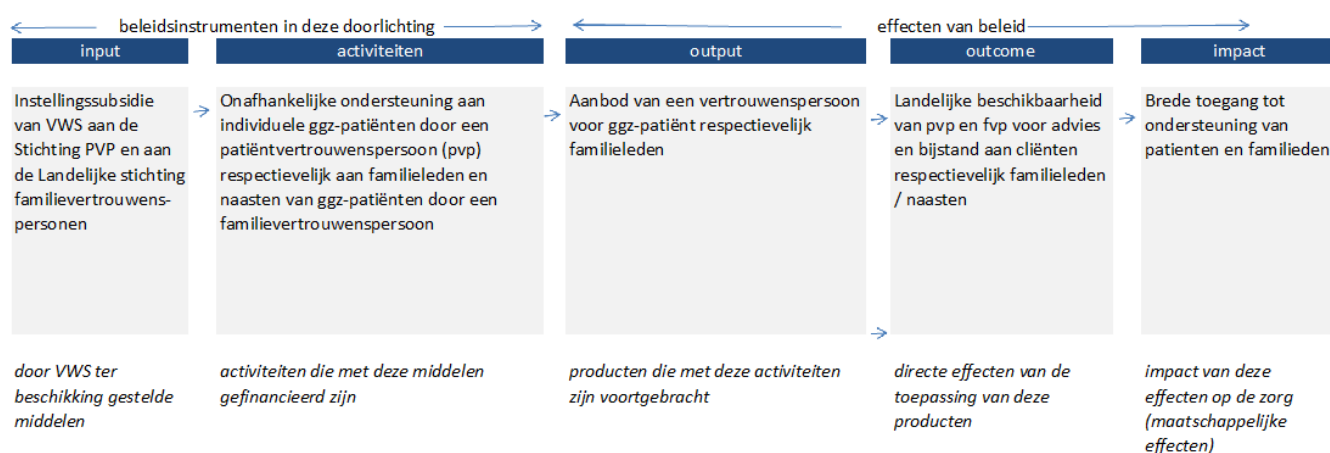 beleidsinstrumenten in deze doorlichting
effecten van beleid
input
activiteiten
output
outcome
impact
Instellingssubsidie
van VWS aan de
Stichting PVP en aan
de Landelijke stichting
familievertrouwens-
personen
Onafhankelijke ondersteuning aan
individuele ggz-patiënten door een
patiëntvertrouwenspersoon (pvp)
respectievelijk aan familieleden en
naasten van ggz-patiënten door een
familievertrouwenspersoon
Aanbod van een vertrouwenspersoon
voor ggz-patiënt respectievelijk
familieleden
Landelijke beschikbaarheid
van pvp en fvp voor advies
en bijstand aan cliënten
respectievelijk familieleden
/ naasten
Brede toegang tot
ondersteuning van
patienten en familieden
door VWS ter
beschikking gestelde
middelen
activiteiten die met deze middelen
gefinancierd zijn
producten die met deze activiteiten
zijn voortgebracht
directe effecten van de
toepassing van deze
producten
impact van deze
effecten op de zorg
(maatschappelijke
effecten)